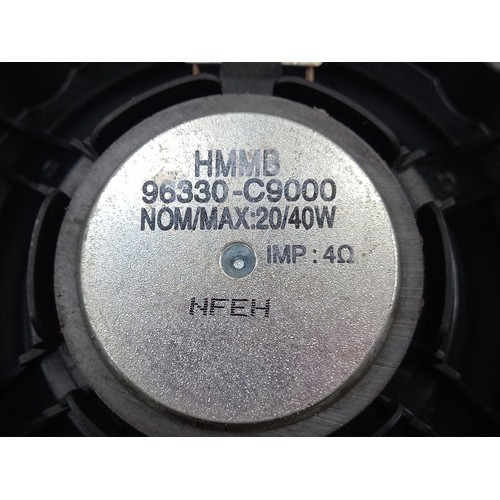 HMMB
96330-C9000
NOM/MAX:20/40W
IMP : 4Ω
NFEH